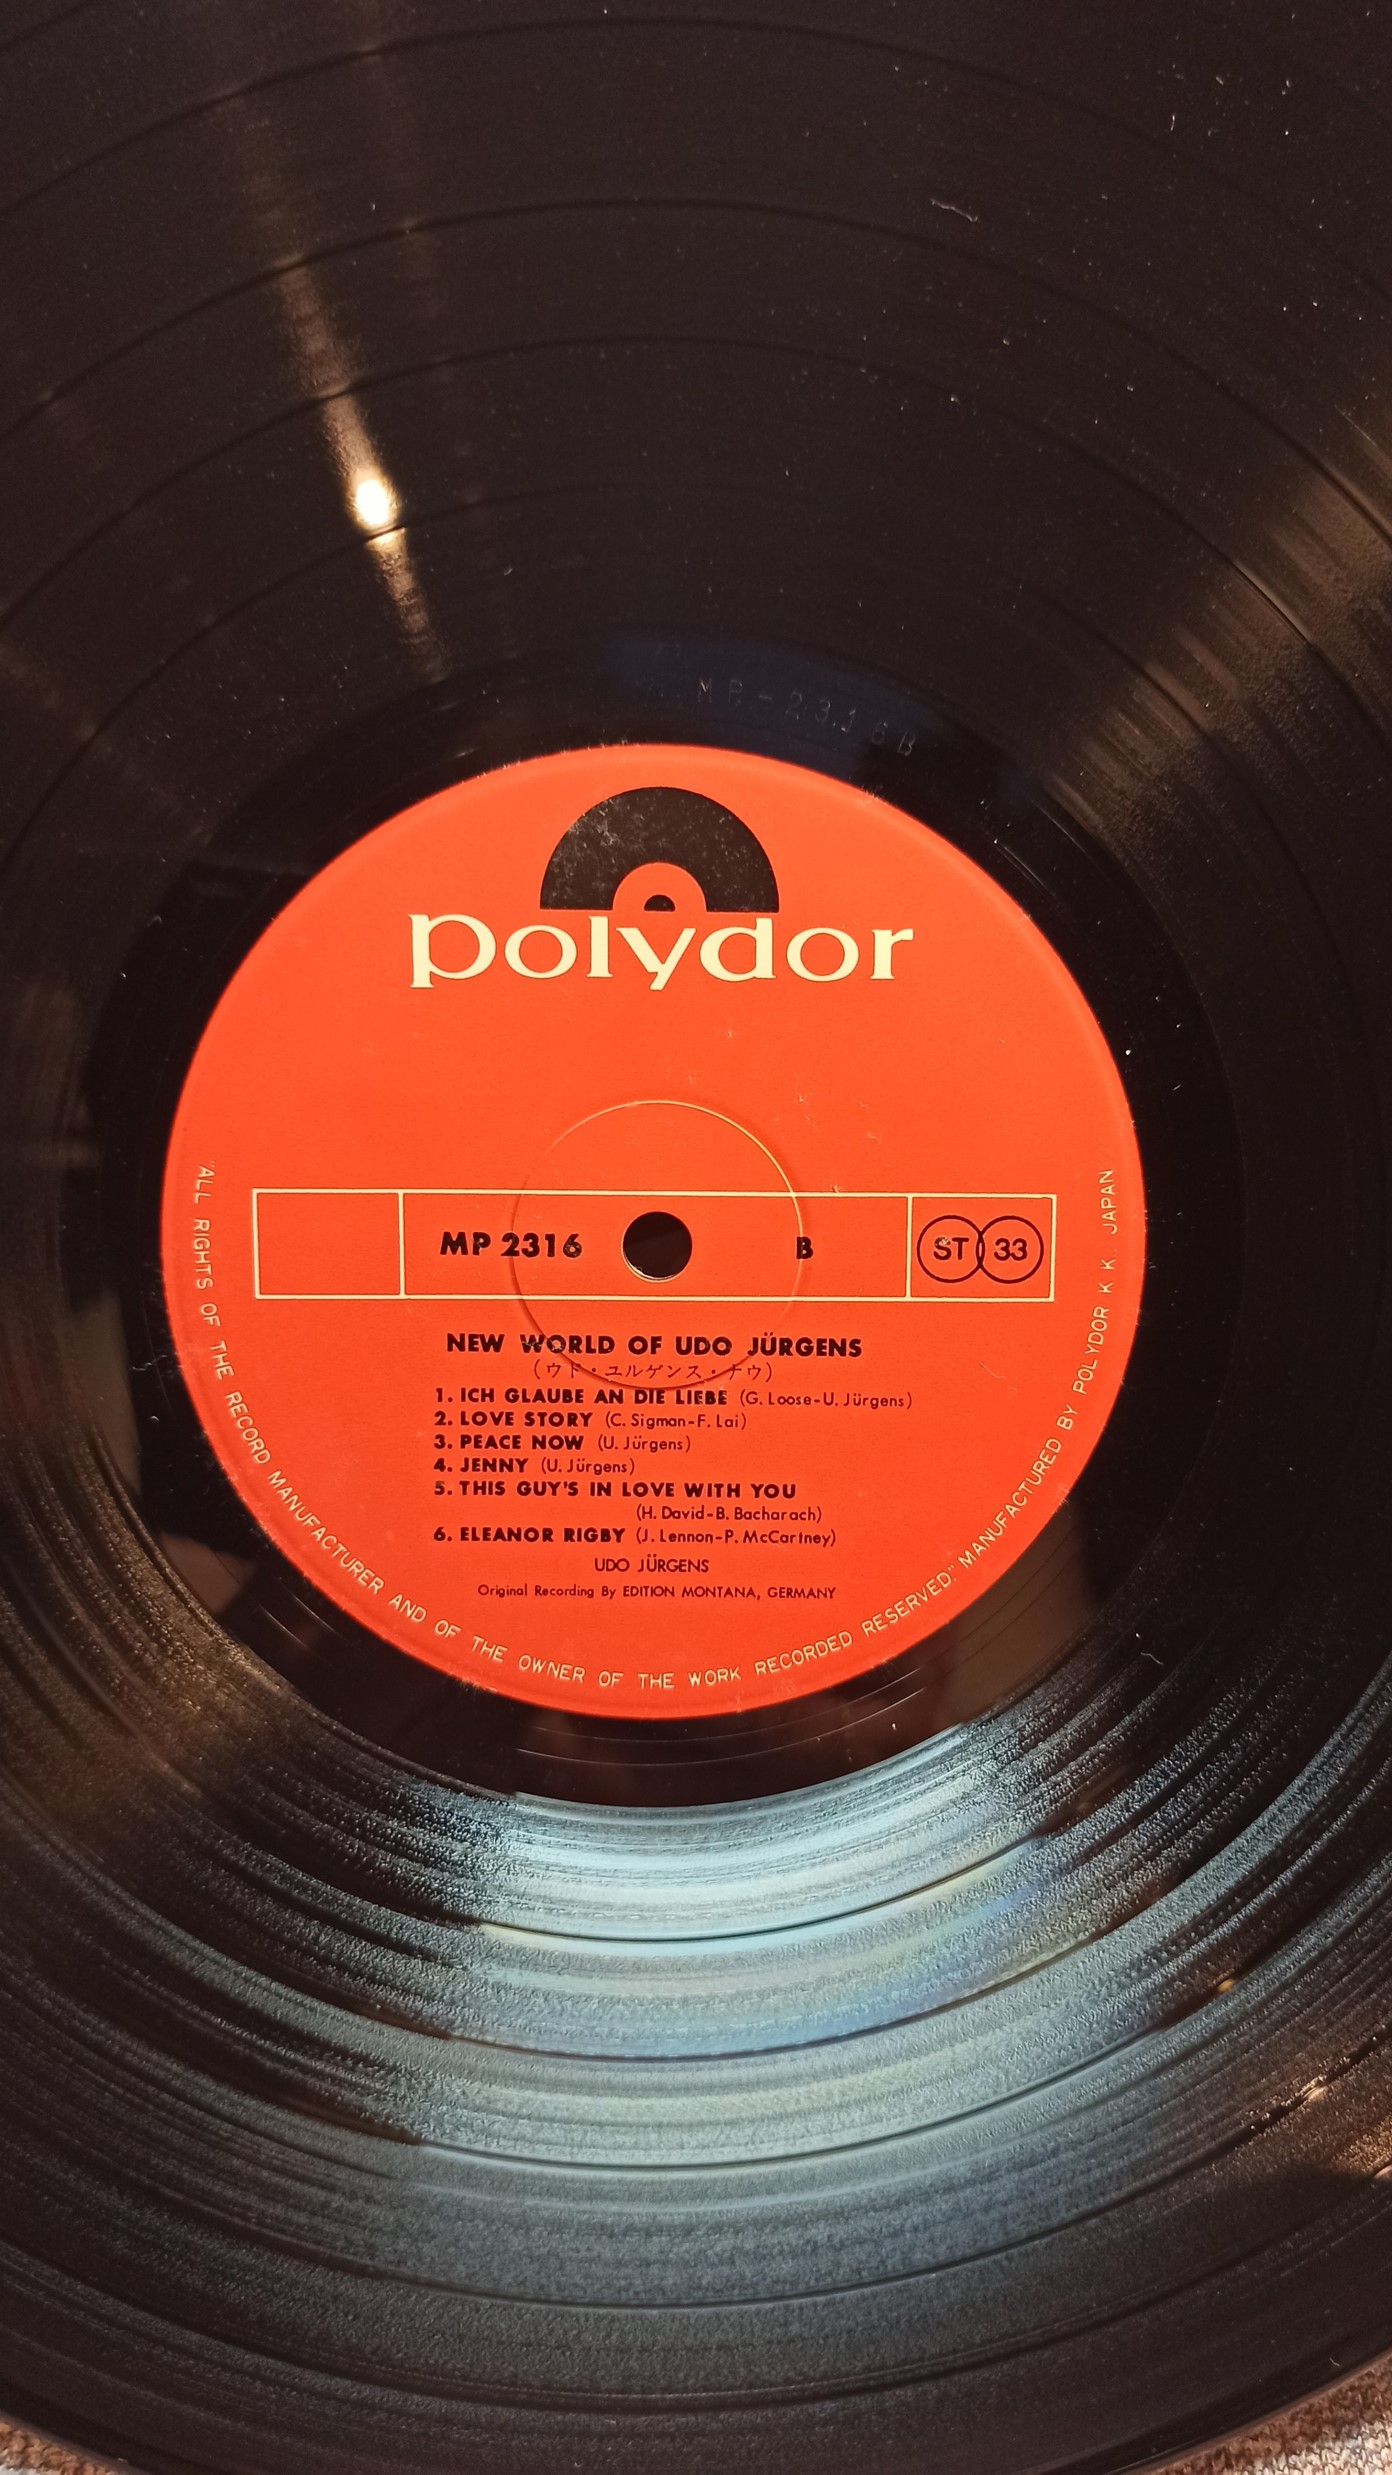 MP-2316B
polydor
MP 2316
B
ST 33
NEW WORLD OF UDO JÜRGENS
(ウド・ユルゲンス・ナウ)
1. ICH GLAUBE AN DIE LIEBE (G. Loose-U. Jürgens)
2. LOVE STORY (C. Sigman-F. Lai)
3. PEACE NOW (U. Jürgens)
4. JENNY (U. Jürgens)
5. THIS GUY'S IN LOVE WITH YOU
(H. David-B. Bacharach)
6. ELEANOR RIGBY (J. Lennon-P. McCartney)
UDO JÜRGENS
Original Recording By EDITION MONTANA, GERMANY
"ALL RIGHTS OF THE RECORD MANUFACTURER AND OF THE OWNER OF THE WORK RECORDED RESERVED." MANUFACTURED BY POLYDOR K. K. JAPAN